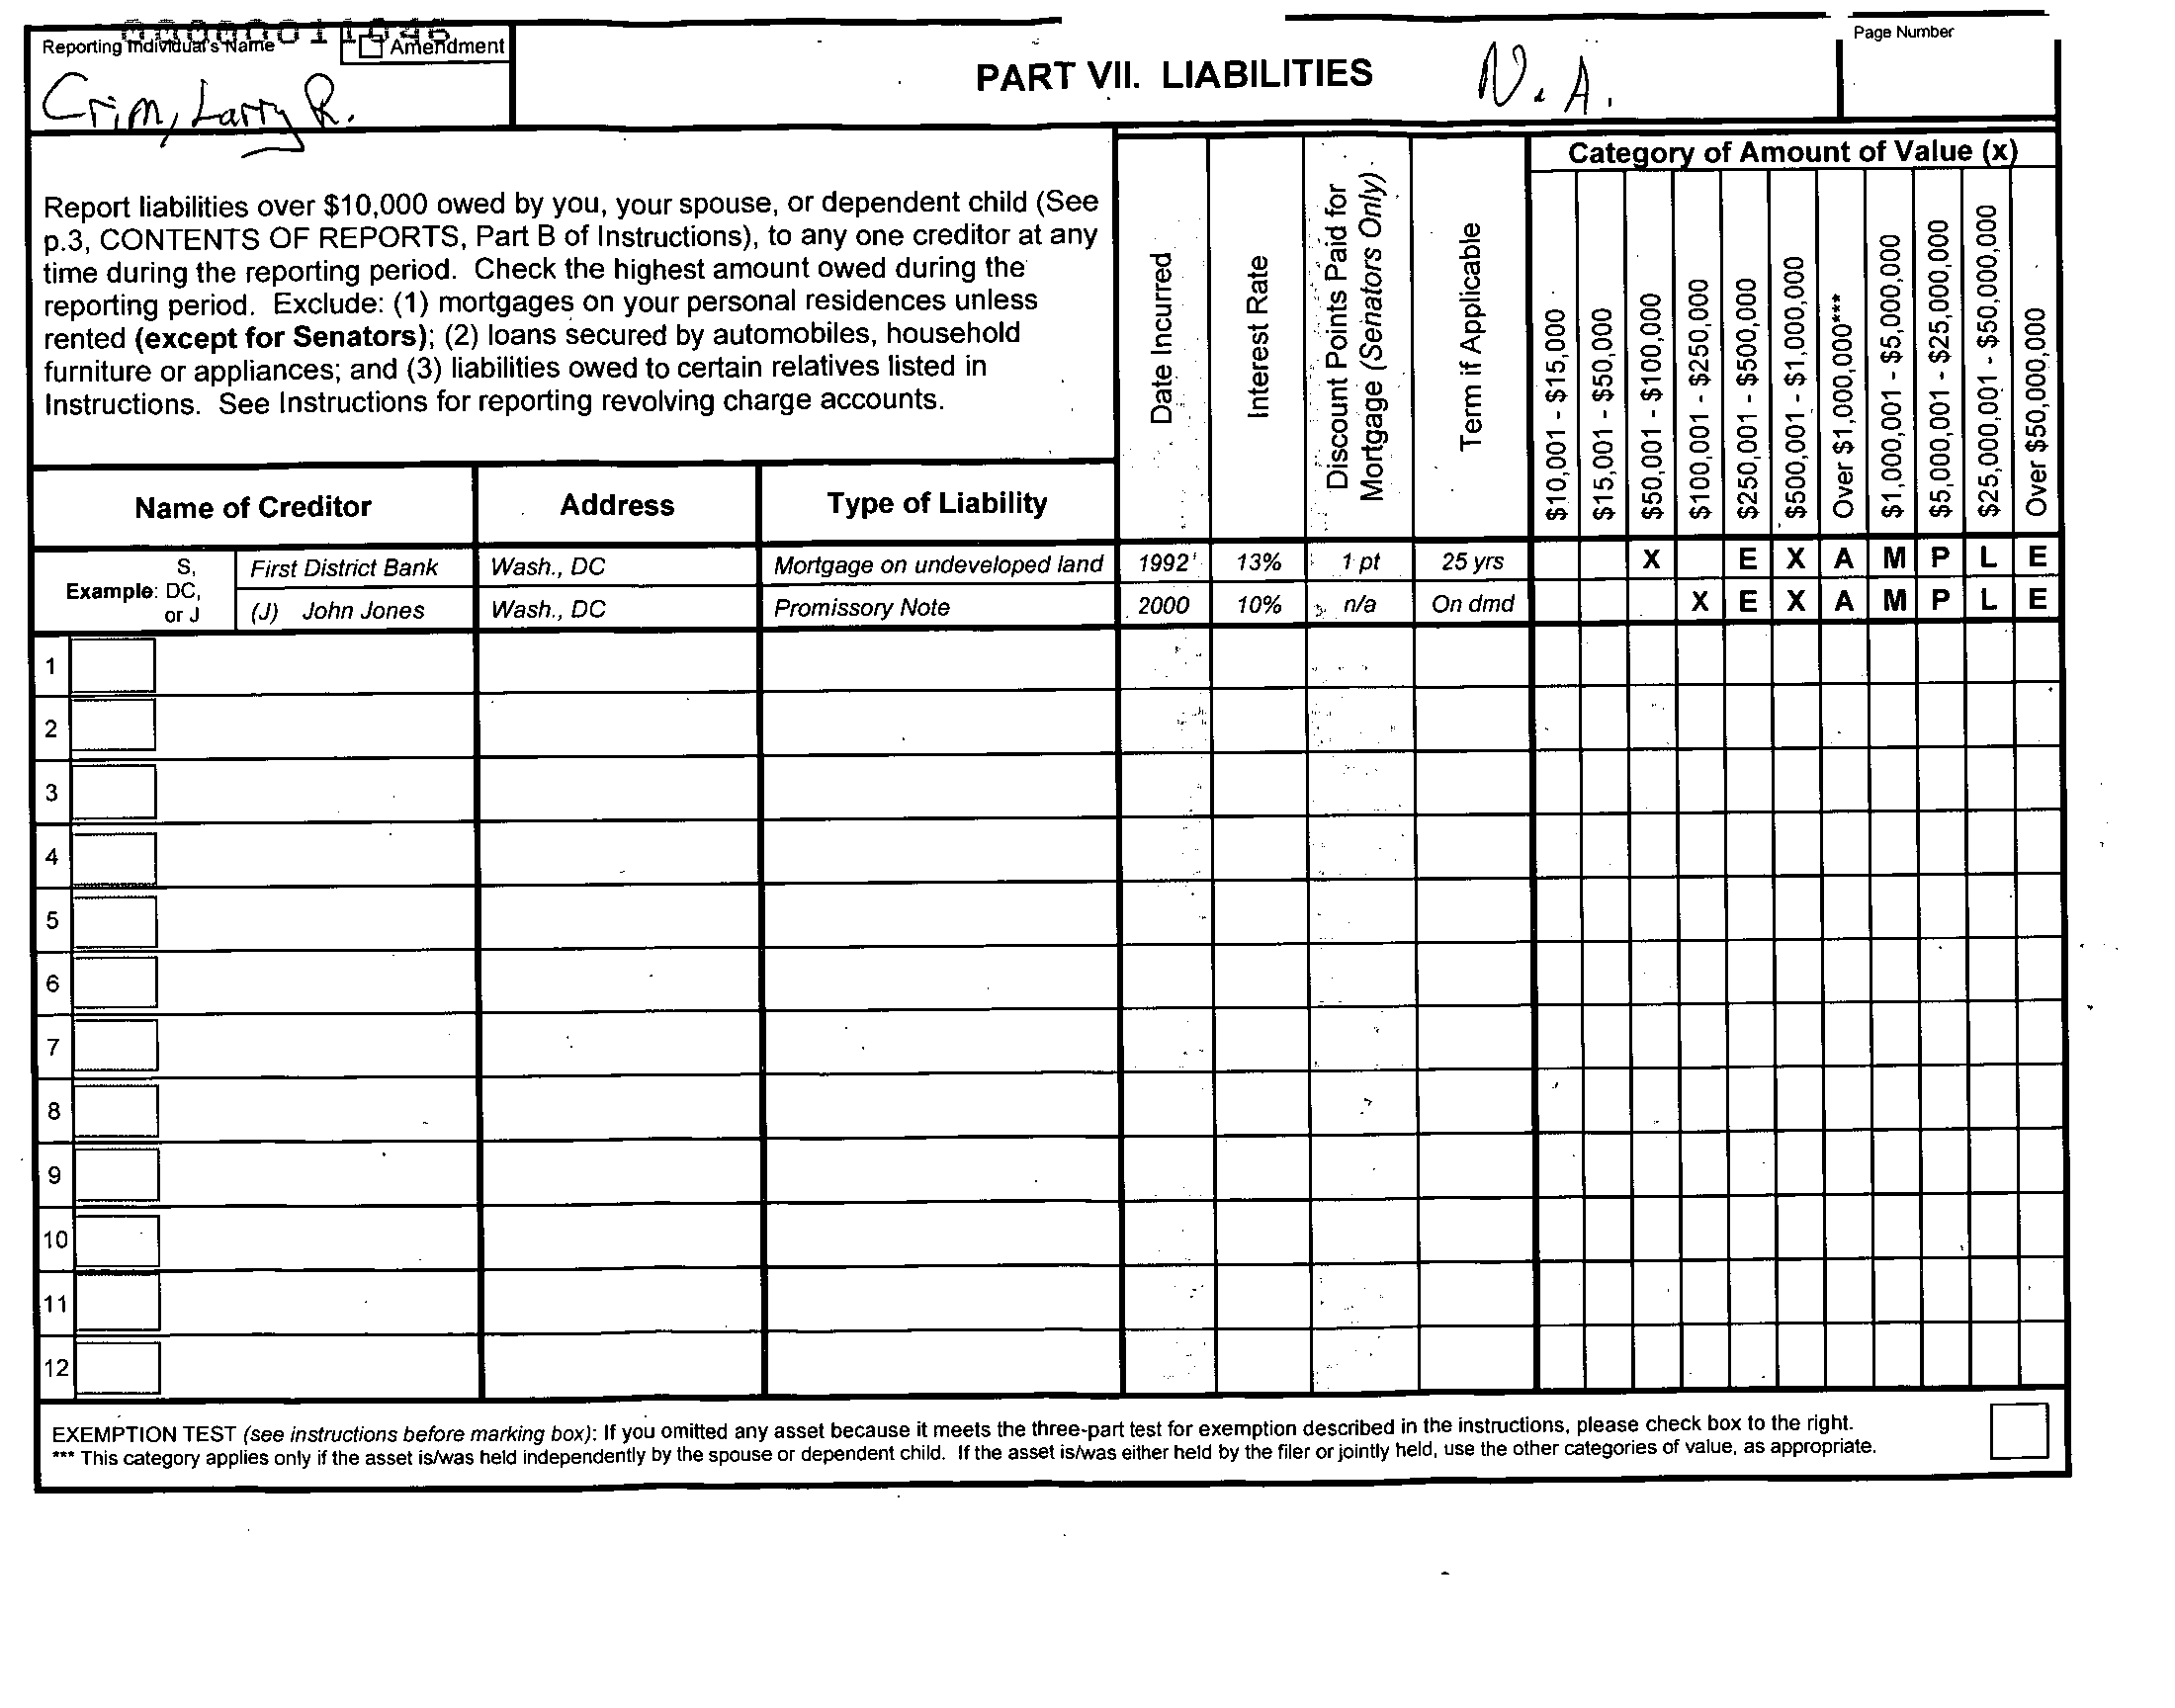 00000011046
Reporting Individual's Name
Amendment
Crim, Larry R.
PART VII. LIABILITIES
N.A.
Page Number
Report liabilities over $10,000 owed by you, your spouse, or dependent child (See
p.3, CONTENTS OF REPORTS, Part B of Instructions), to any one creditor at any
time during the reporting period. Check the highest amount owed during the
reporting period. Exclude: (1) mortgages on your personal residences unless
rented (except for Senators); (2) loans secured by automobiles, household
furniture or appliances; and (3) liabilities owed to certain relatives listed in
Instructions. See Instructions for reporting revolving charge accounts.
Date Incurred
Interest Rate
Discount Points Paid for
Mortgage (Senators Only)
Term if Applicable
Category of Amount of Value (x)
$10,001 - $15,000
$15,001 - $50,000
$50,001 - $100,000
$100,001 - $250,000
$250,001 - $500,000
$500,001 - $1,000,000
Over $1,000,000***
$1,000,001 - $5,000,000
$5,000,001 - $25,000,000
$25,000,001 - $50,000,000
Over $50,000,000
Name of Creditor
Address
Type of Liability
Example:
S,
DC,
or J
First District Bank
Wash., DC
Mortgage on undeveloped land
1992
13%
1 pt
25 yrs
X E X A M P L E
(J) John Jones
Wash., DC
Promissory Note
2000
10%
n/a
On dmd
X E X A M P L E
1
2
3
4
5
6
7
8
9
10
11
12
EXEMPTION TEST (see instructions before marking box): If you omitted any asset because it meets the three-part test for exemption described in the instructions, please check box to the right.
*** This category applies only if the asset is/was held independently by the spouse or dependent child. If the asset is/was either held by the filer or jointly held, use the other categories of value, as appropriate.